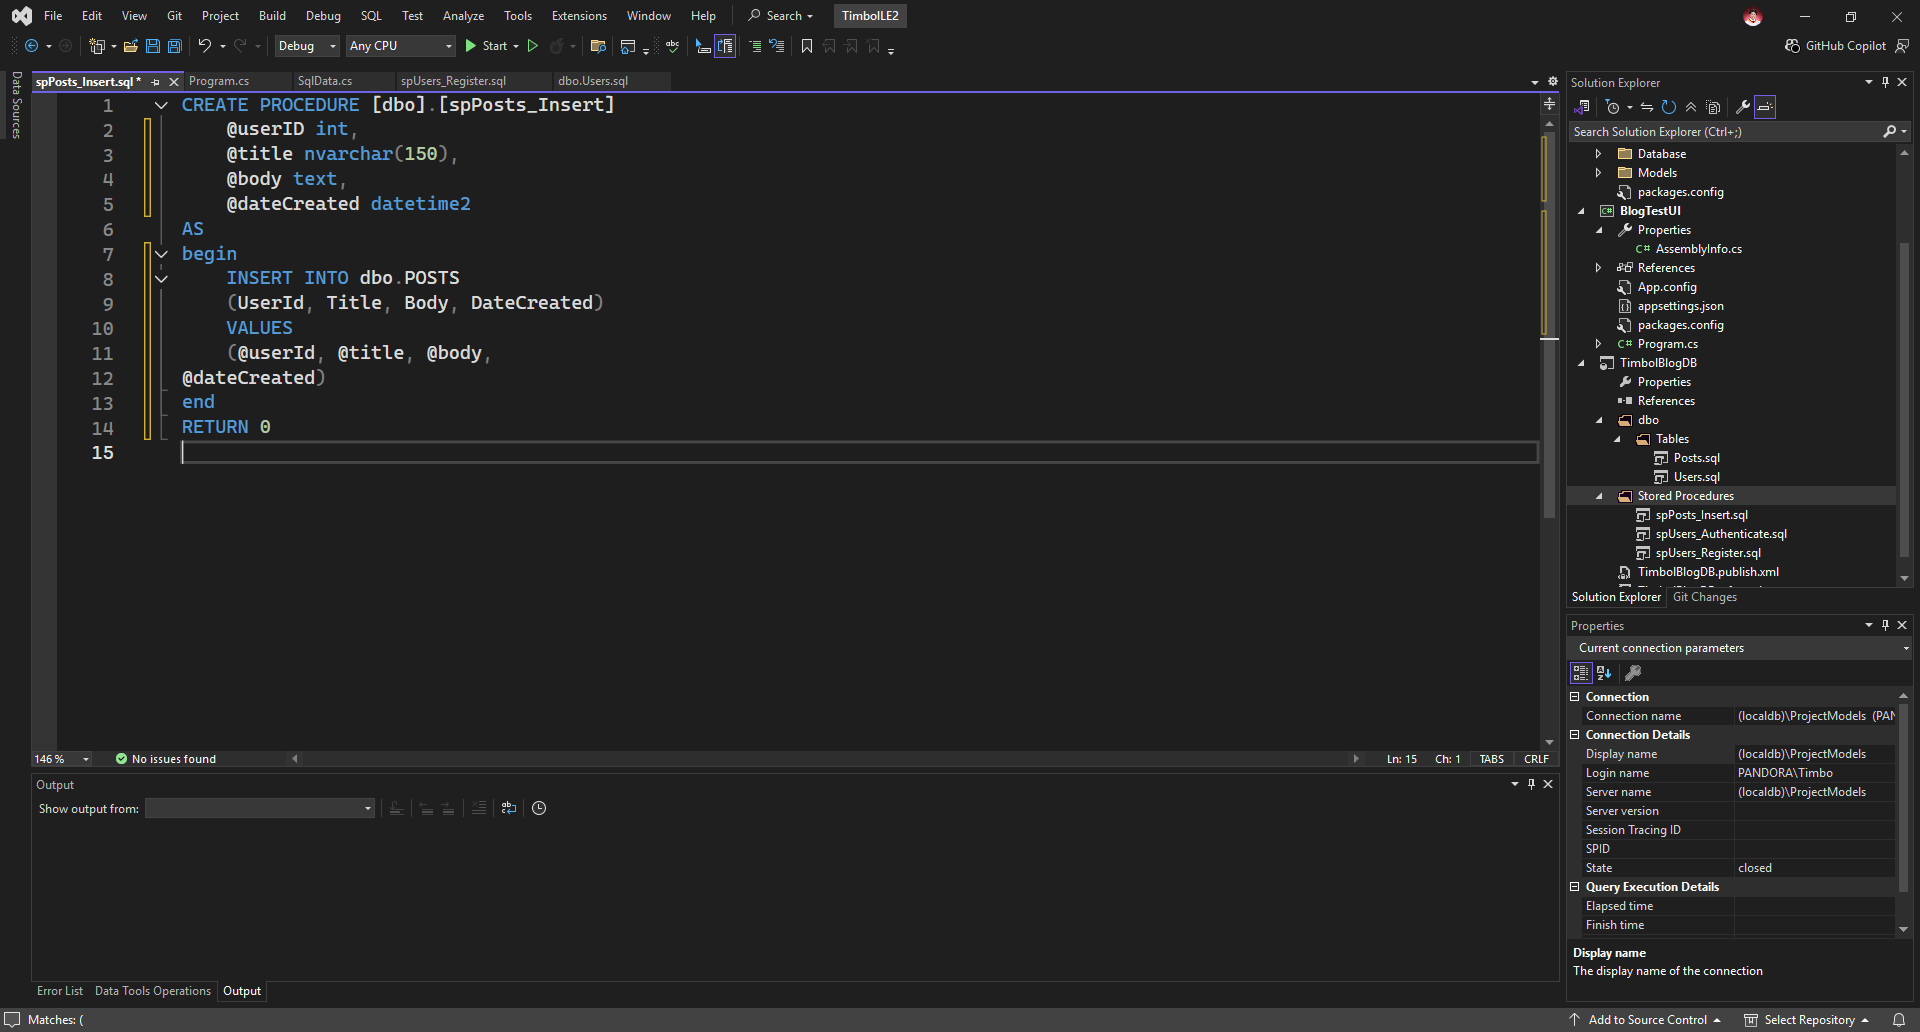 File Edit View Git Project Build Debug SQL Test Analyze Tools Extensions Window Help Search TimbolLE2
Debug Any CPU Start GitHub Copilot
Data Sources
spPosts_Insert.sql* Program.cs SqlData.cs spUsers_Register.sql dbo.Users.sql
1 CREATE PROCEDURE [dbo].[spPosts_Insert]
2 @userID int,
3 @title nvarchar(150),
4 @body text,
5 @dateCreated datetime2
6 AS
7 begin
8 INSERT INTO dbo.POSTS
9 (UserId, Title, Body, DateCreated)
10 VALUES
11 (@userId, @title, @body,
12 @dateCreated)
13 end
14 RETURN 0
15
146 % No issues found Ln: 15 Ch: 1 TABS CRLF
Output
Show output from:
Error List Data Tools Operations Output
Solution Explorer
Search Solution Explorer (Ctrl+;)
Database
Models
packages.config
BlogTestUI
Properties
C# AssemblyInfo.cs
References
App.config
appsettings.json
packages.config
C# Program.cs
TimbolBlogDB
Properties
References
dbo
Tables
Posts.sql
Users.sql
Stored Procedures
spPosts_Insert.sql
spUsers_Authenticate.sql
spUsers_Register.sql
TimbolBlogDB.publish.xml
Solution Explorer Git Changes
Properties
Current connection parameters
Connection
Connection name (localdb)\ProjectModels (PAN
Connection Details
Display name (localdb)\ProjectModels
Login name PANDORA\Timbo
Server name (localdb)\ProjectModels
Server version
Session Tracing ID
SPID
State closed
Query Execution Details
Elapsed time
Finish time
Display name
The display name of the connection
Matches: ( Add to Source Control Select Repository